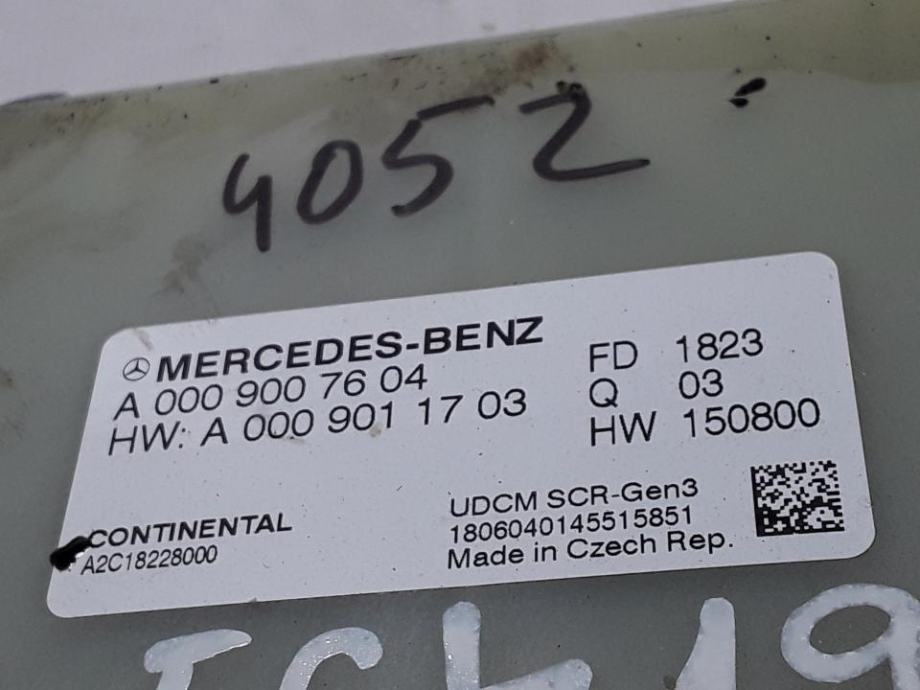 4052
MERCEDES-BENZ
A 000 900 76 04
HW: A 000 901 17 03
FD 1823
Q 03
HW 150800
CONTINENTAL
A2C18228000
UDCM SCR-Gen3
1806040145515851
Made in Czech Rep.